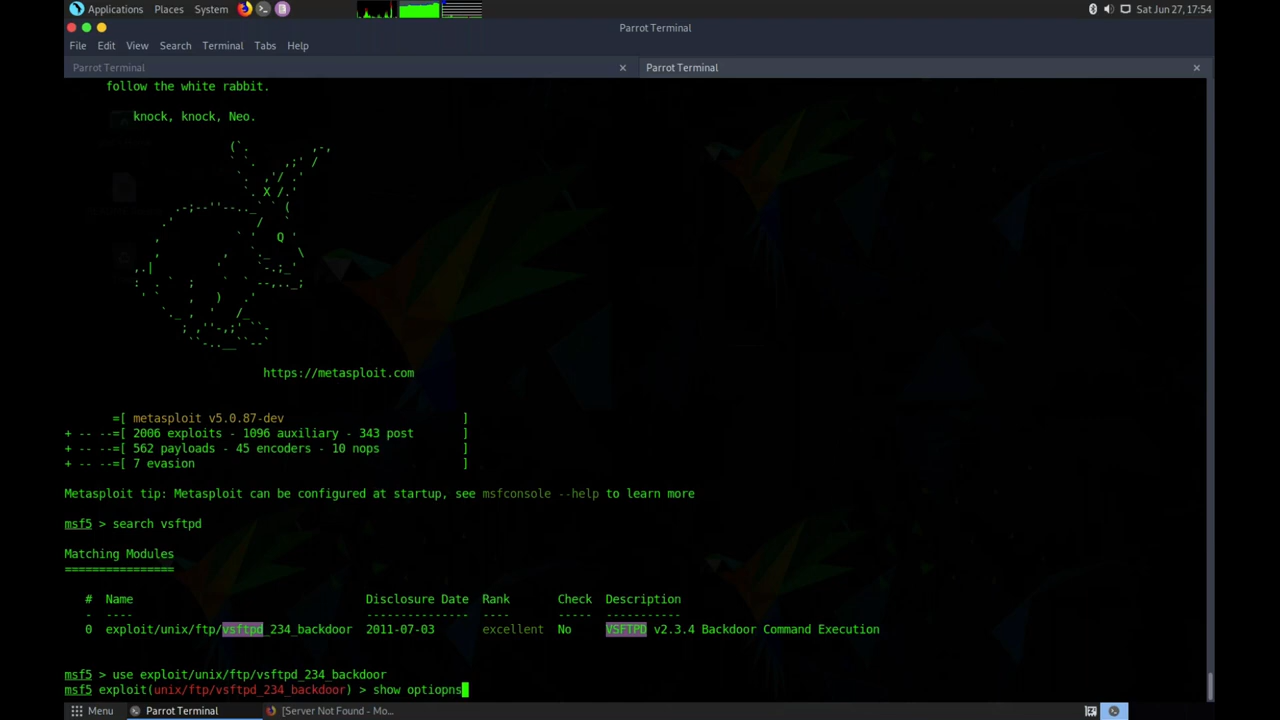 Applications Places System Sat Jun 27, 17:54
Parrot Terminal
File Edit View Search Terminal Tabs Help
Parrot Terminal × Parrot Terminal ×
follow the white rabbit.
knock, knock, Neo.
https://metasploit.com
=[ metasploit v5.0.87-dev ]
+ -- --=[ 2006 exploits - 1096 auxiliary - 343 post ]
+ -- --=[ 562 payloads - 45 encoders - 10 nops ]
+ -- --=[ 7 evasion ]
Metasploit tip: Metasploit can be configured at startup, see msfconsole --help to learn more
msf5 > search vsftpd
Matching Modules
================
# Name Disclosure Date Rank Check Description
- ---- --------------- ---- ----- -----------
0 exploit/unix/ftp/vsftpd_234_backdoor 2011-07-03 excellent No VSFTPD v2.3.4 Backdoor Command Execution
msf5 > use exploit/unix/ftp/vsftpd_234_backdoor
msf5 exploit(unix/ftp/vsftpd_234_backdoor) > show optiopns
Menu Parrot Terminal [Server Not Found - Mo...